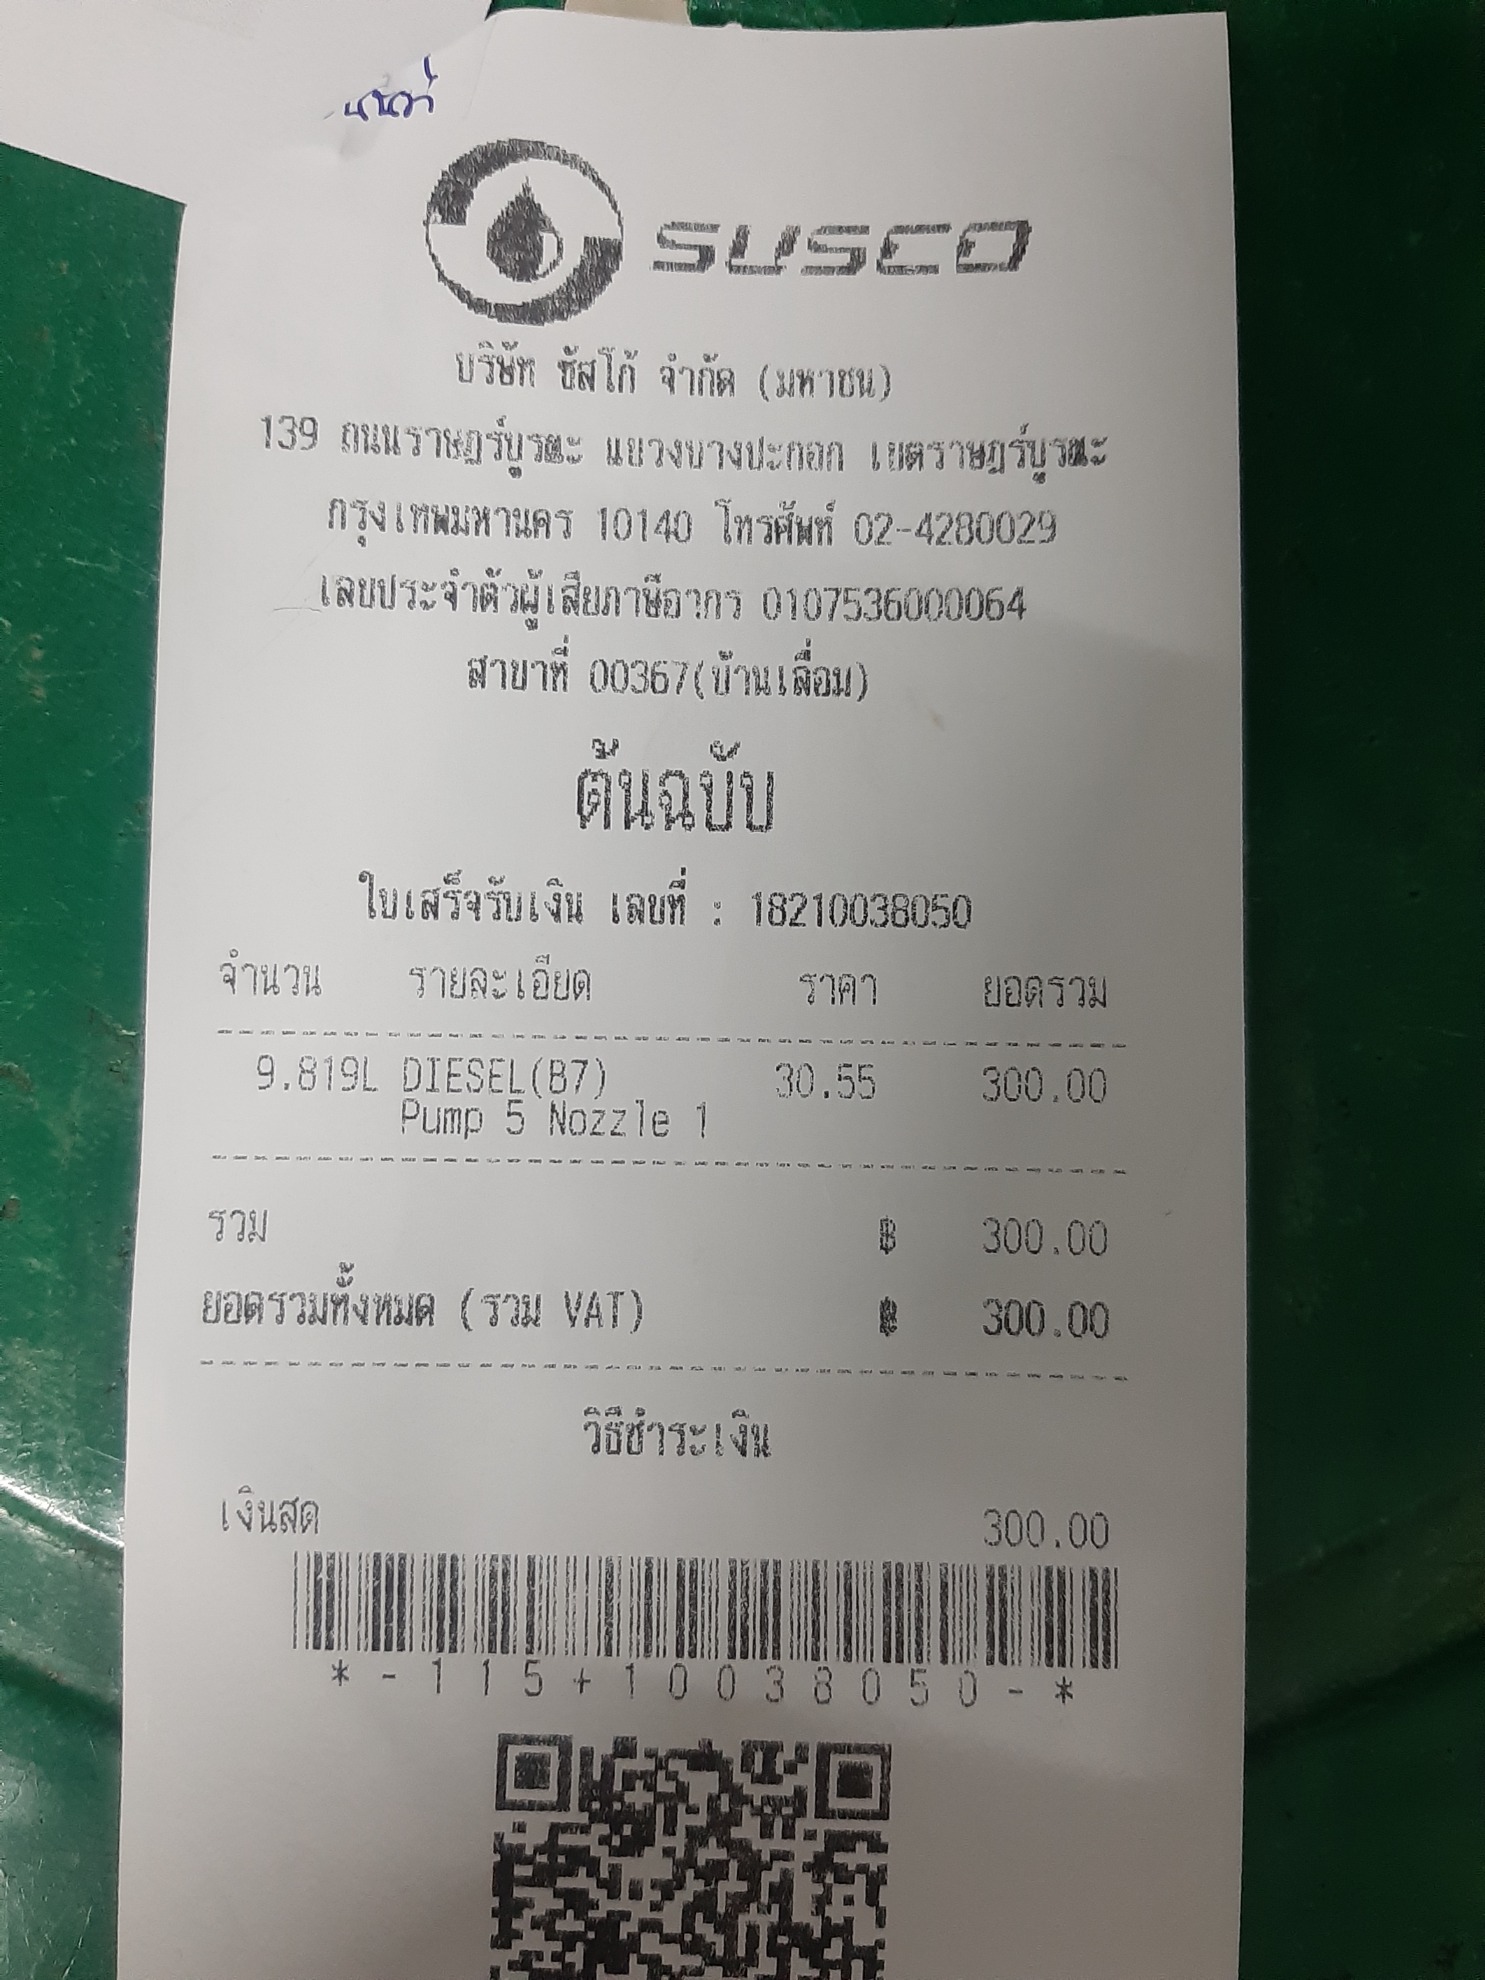 SUSCO
บริษัท ซัสโก้ จำกัด (มหาชน)
139 ถนนราษฎร์บูรณะ แขวงบางปะกอก เขตราษฎร์บูรณะ
กรุงเทพมหานคร 10140 โทรศัพท์ 02-4280029
เลขประจำตัวผู้เสียภาษีอากร 0107536000064
สาขาที่ 00367(บ้านเลื่อม)
ต้นฉบับ
ใบเสร็จรับเงิน เลขที่ : 18210038050
จำนวน รายละเอียด ราคา ยอดรวม
9.819L DIESEL(B7) 30.55 300.00
Pump 5 Nozzle 1
รวม ฿ 300.00
ยอดรวมทั้งหมด (รวม VAT) ฿ 300.00
วิธีชำระเงิน
เงินสด 300.00
*-115+10038050-*